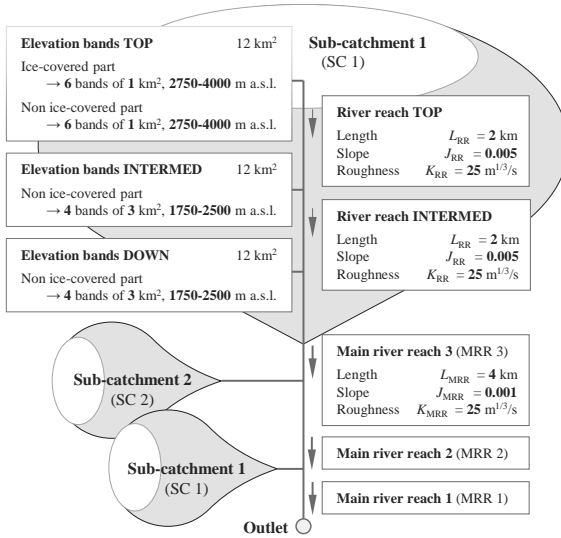 Elevation bands TOP 12 km²
Ice-covered part
→ 6 bands of 1 km², 2750-4000 m a.s.l.
Non ice-covered part
→ 6 bands of 1 km², 2750-4000 m a.s.l.
Sub-catchment 1
(SC 1)
River reach TOP
Length L_RR = 2 km
Slope J_RR = 0.005
Roughness K_RR = 25 m^1/3/s
Elevation bands INTERMED 12 km²
Non ice-covered part
→ 4 bands of 3 km², 1750-2500 m a.s.l.
River reach INTERMED
Length L_RR = 2 km
Slope J_RR = 0.005
Roughness K_RR = 25 m^1/3/s
Elevation bands DOWN 12 km²
Non ice-covered part
→ 4 bands of 3 km², 1750-2500 m a.s.l.
Main river reach 3 (MRR 3)
Length L_MRR = 4 km
Slope J_MRR = 0.001
Roughness K_MRR = 25 m^1/3/s
Sub-catchment 2
(SC 2)
Main river reach 2 (MRR 2)
Sub-catchment 1
(SC 1)
Main river reach 1 (MRR 1)
Outlet